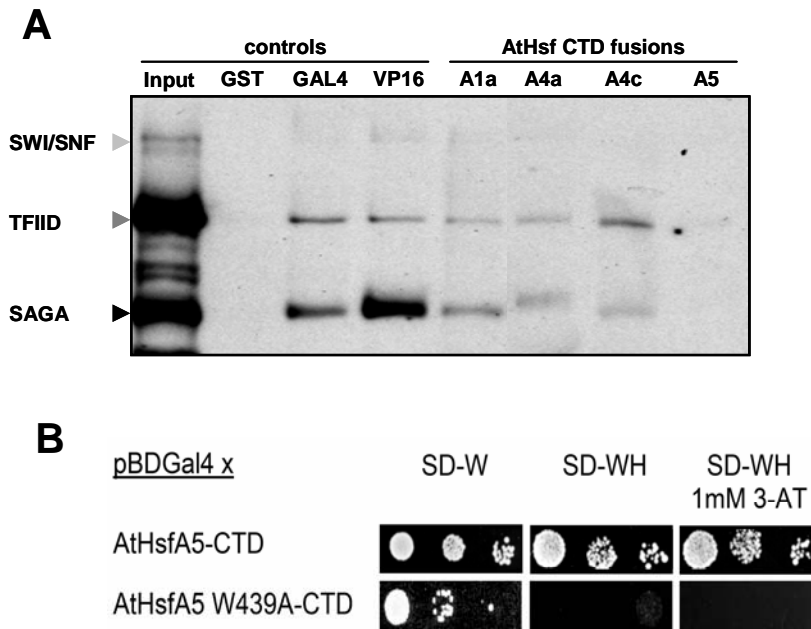 A
controls AtHsf CTD fusions
Input GST GAL4 VP16 A1a A4a A4c A5
SWI/SNF
TFIID
SAGA
B
pBDGal4 x SD-W SD-WH SD-WH
1mM 3-AT
AtHsfA5-CTD
AtHsfA5 W439A-CTD